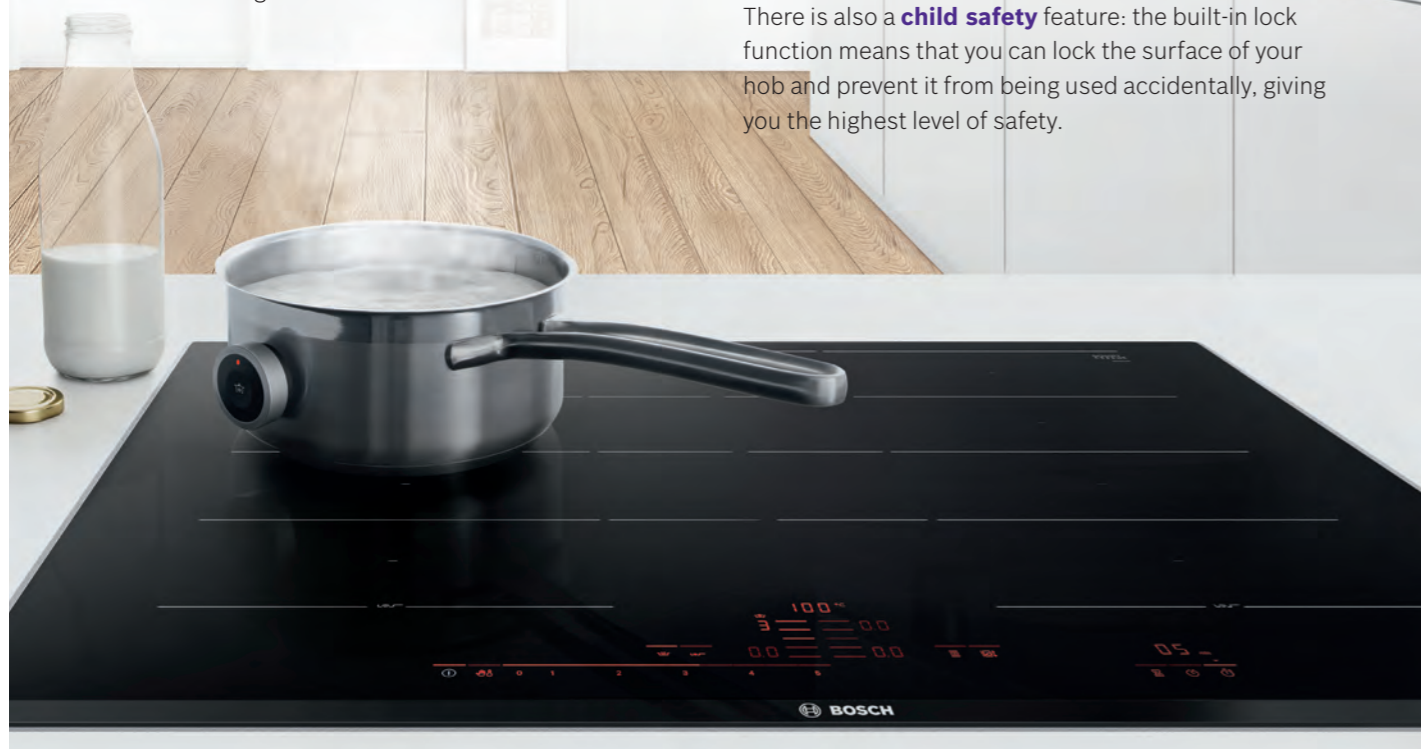 There is also a child safety feature: the built-in lock
function means that you can lock the surface of your
hob and prevent it from being used accidentally, giving
you the highest level of safety.
100 °C
3 0.0
0.0 0.0
05
0 1 2 3 4 5
BOSCH